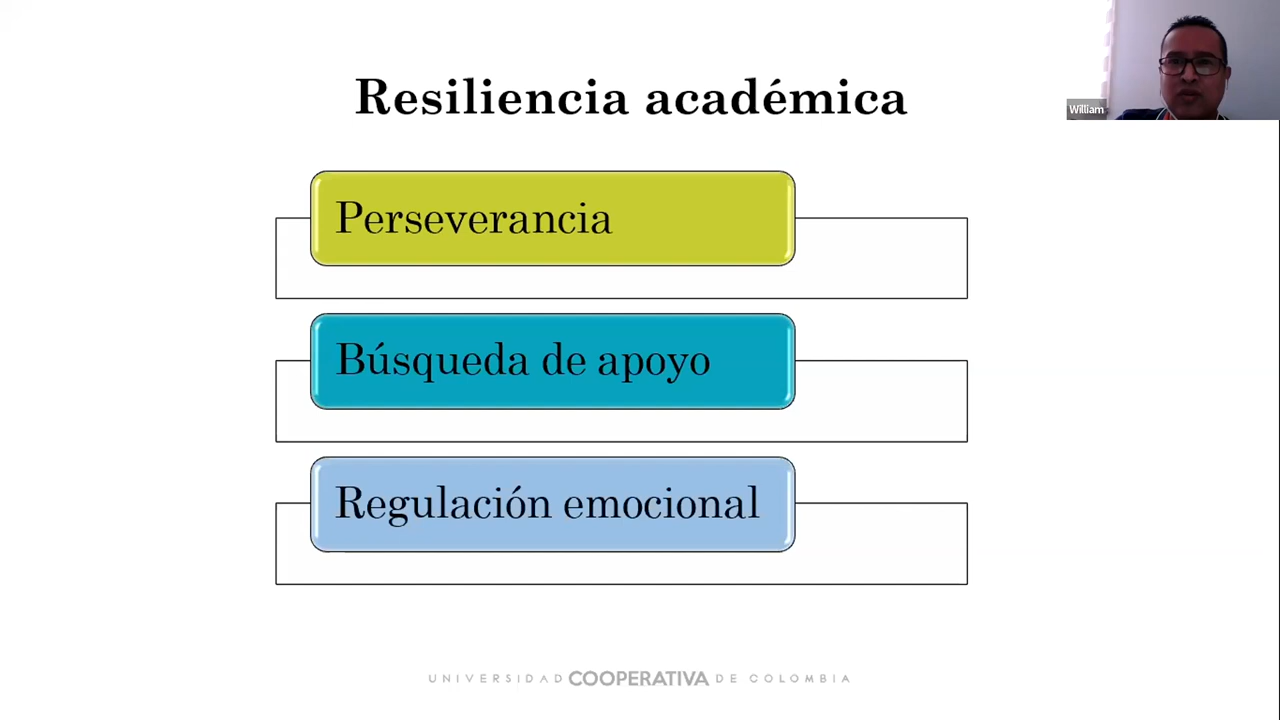 Resiliencia académica
William
Perseverancia
Búsqueda de apoyo
Regulación emocional
UNIVERSIDAD COOPERATIVA DE COLOMBIA